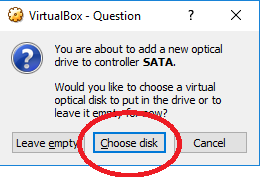 VirtualBox - Question
You are about to add a new optical
drive to controller SATA.
Would you like to choose a virtual
optical disk to put in the drive or to
leave it empty for now?
Leave empty Choose disk Cancel